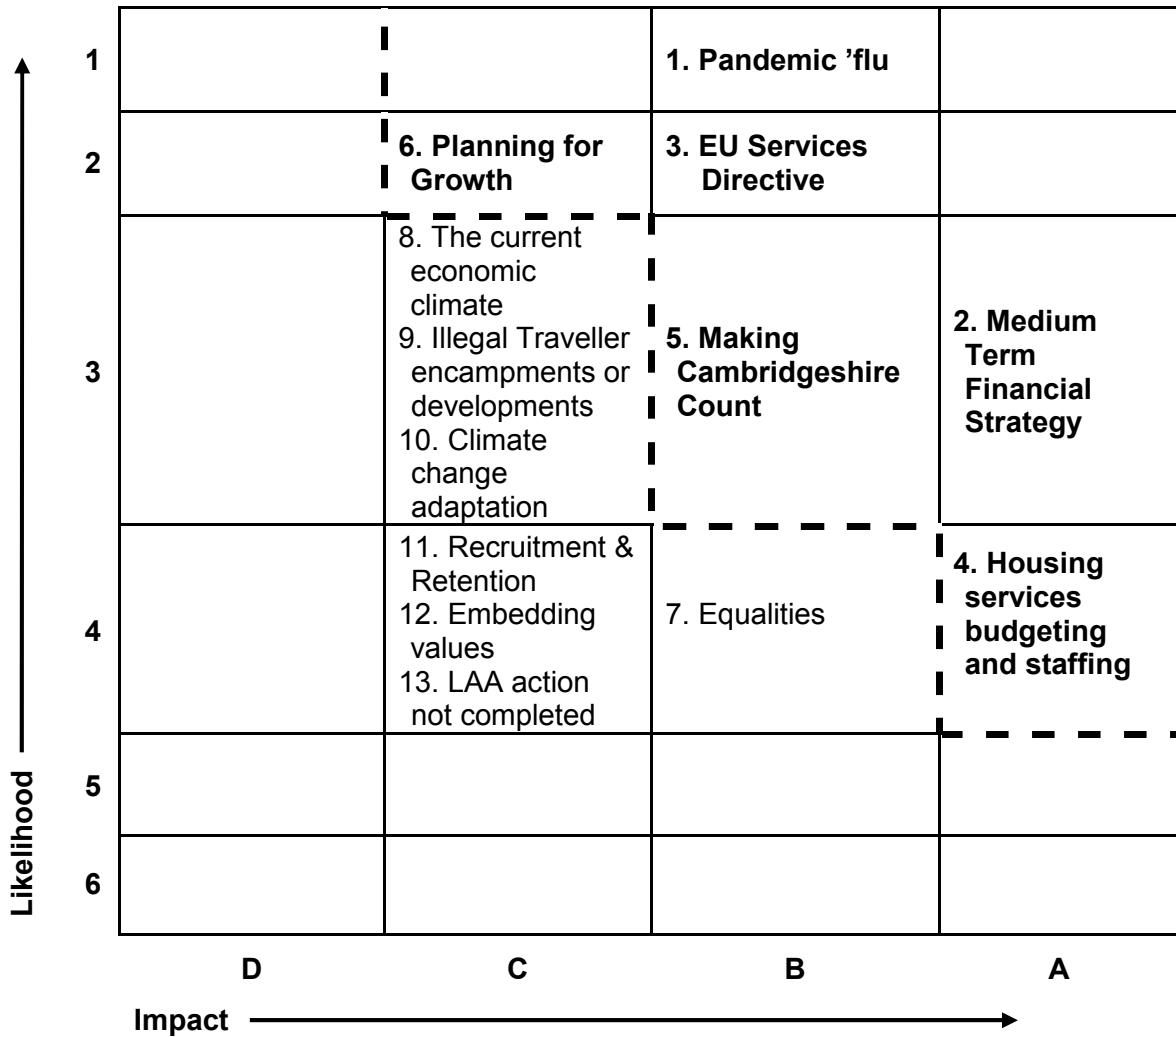 1
1. Pandemic ’flu
2
6. Planning for
Growth
3. EU Services
Directive
3
8. The current
economic
climate
9. Illegal Traveller
encampments or
developments
10. Climate
change
adaptation
5. Making
Cambridgeshire
Count
2. Medium
Term
Financial
Strategy
4
11. Recruitment &
Retention
12. Embedding
values
13. LAA action
not completed
7. Equalities
4. Housing
services
budgeting
and staffing
5
6
Likelihood
D
C
B
A
Impact